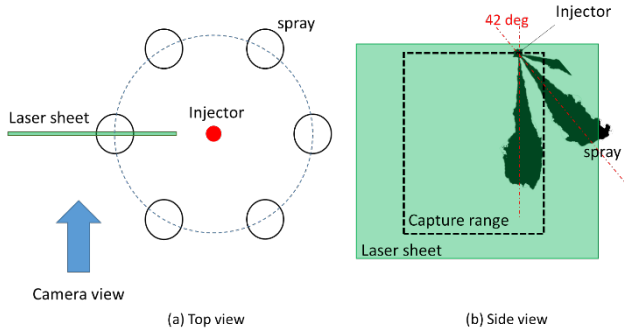 spray
Laser sheet
Injector
Camera view
(a) Top view
42 deg
Injector
spray
Capture range
Laser sheet
(b) Side view